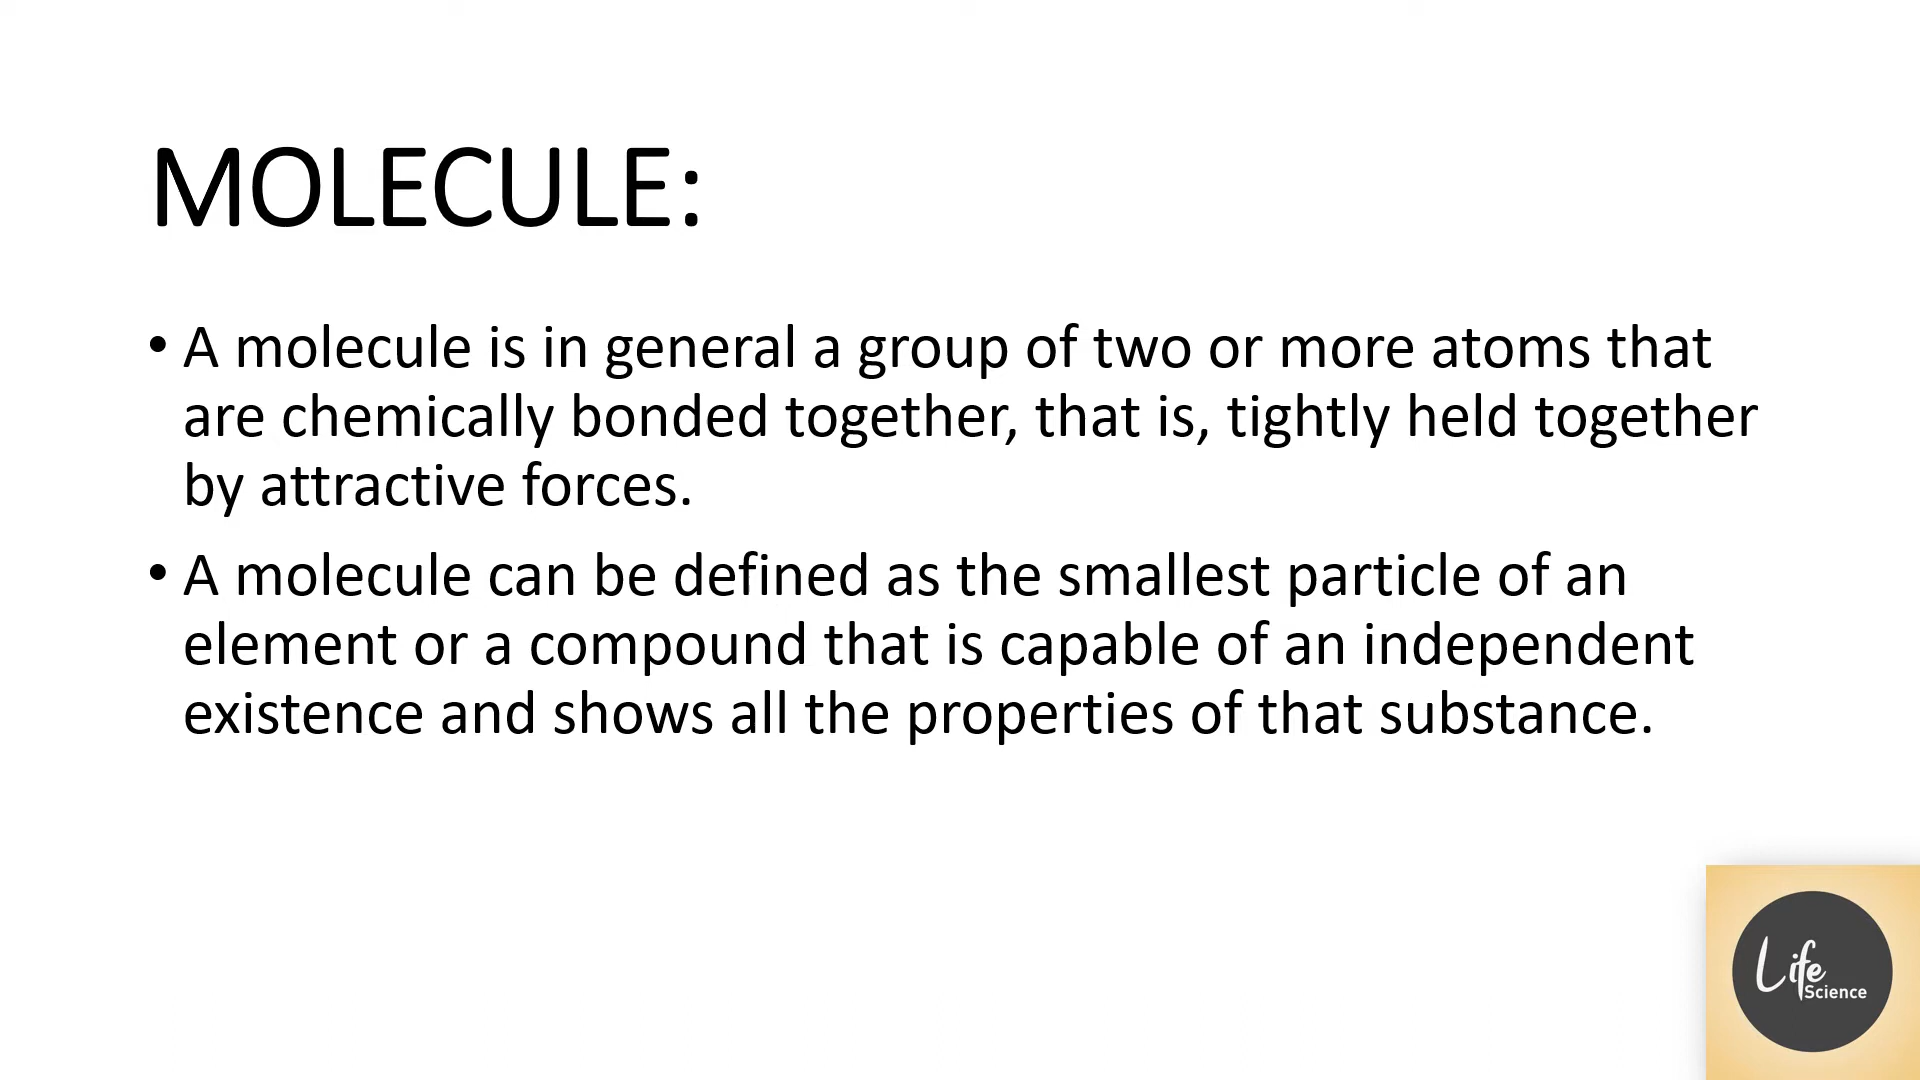 MOLECULE:
• A molecule is in general a group of two or more atoms that
are chemically bonded together, that is, tightly held together
by attractive forces.
• A molecule can be defined as the smallest particle of an
element or a compound that is capable of an independent
existence and shows all the properties of that substance.
Life
Science